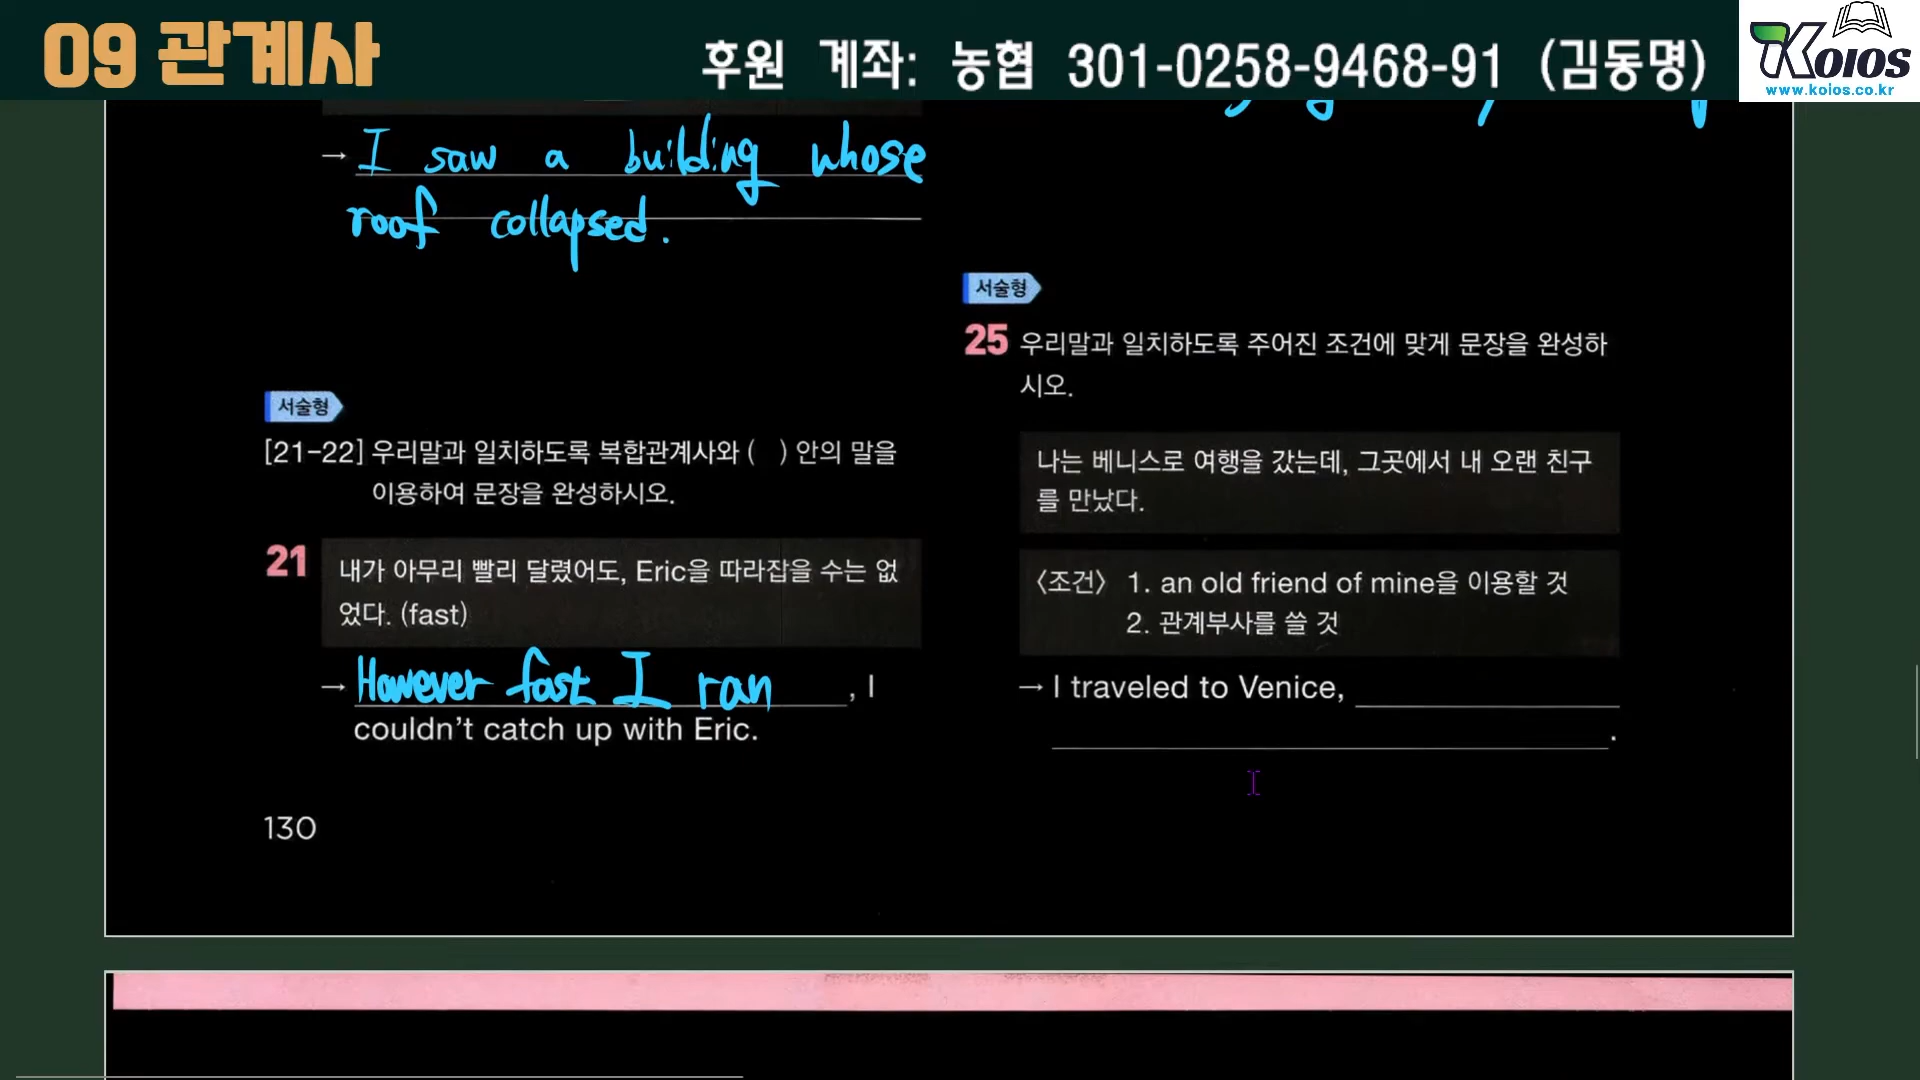 09 관계사
후원 계좌: 농협 301-0258-9468-91 (김동명)
Koios
www.koios.co.kr
→ I saw a building whose
roof collapsed.
서술형
[21-22] 우리말과 일치하도록 복합관계사와 ( ) 안의 말을
이용하여 문장을 완성하시오.
21 내가 아무리 빨리 달렸어도, Eric을 따라잡을 수는 없
었다. (fast)
→ However fast I ran , I
couldn't catch up with Eric.
130
서술형
25 우리말과 일치하도록 주어진 조건에 맞게 문장을 완성하
시오.
나는 베니스로 여행을 갔는데, 그곳에서 내 오랜 친구
를 만났다.
〈조건〉 1. an old friend of mine을 이용할 것
2. 관계부사를 쓸 것
→ I traveled to Venice,
.